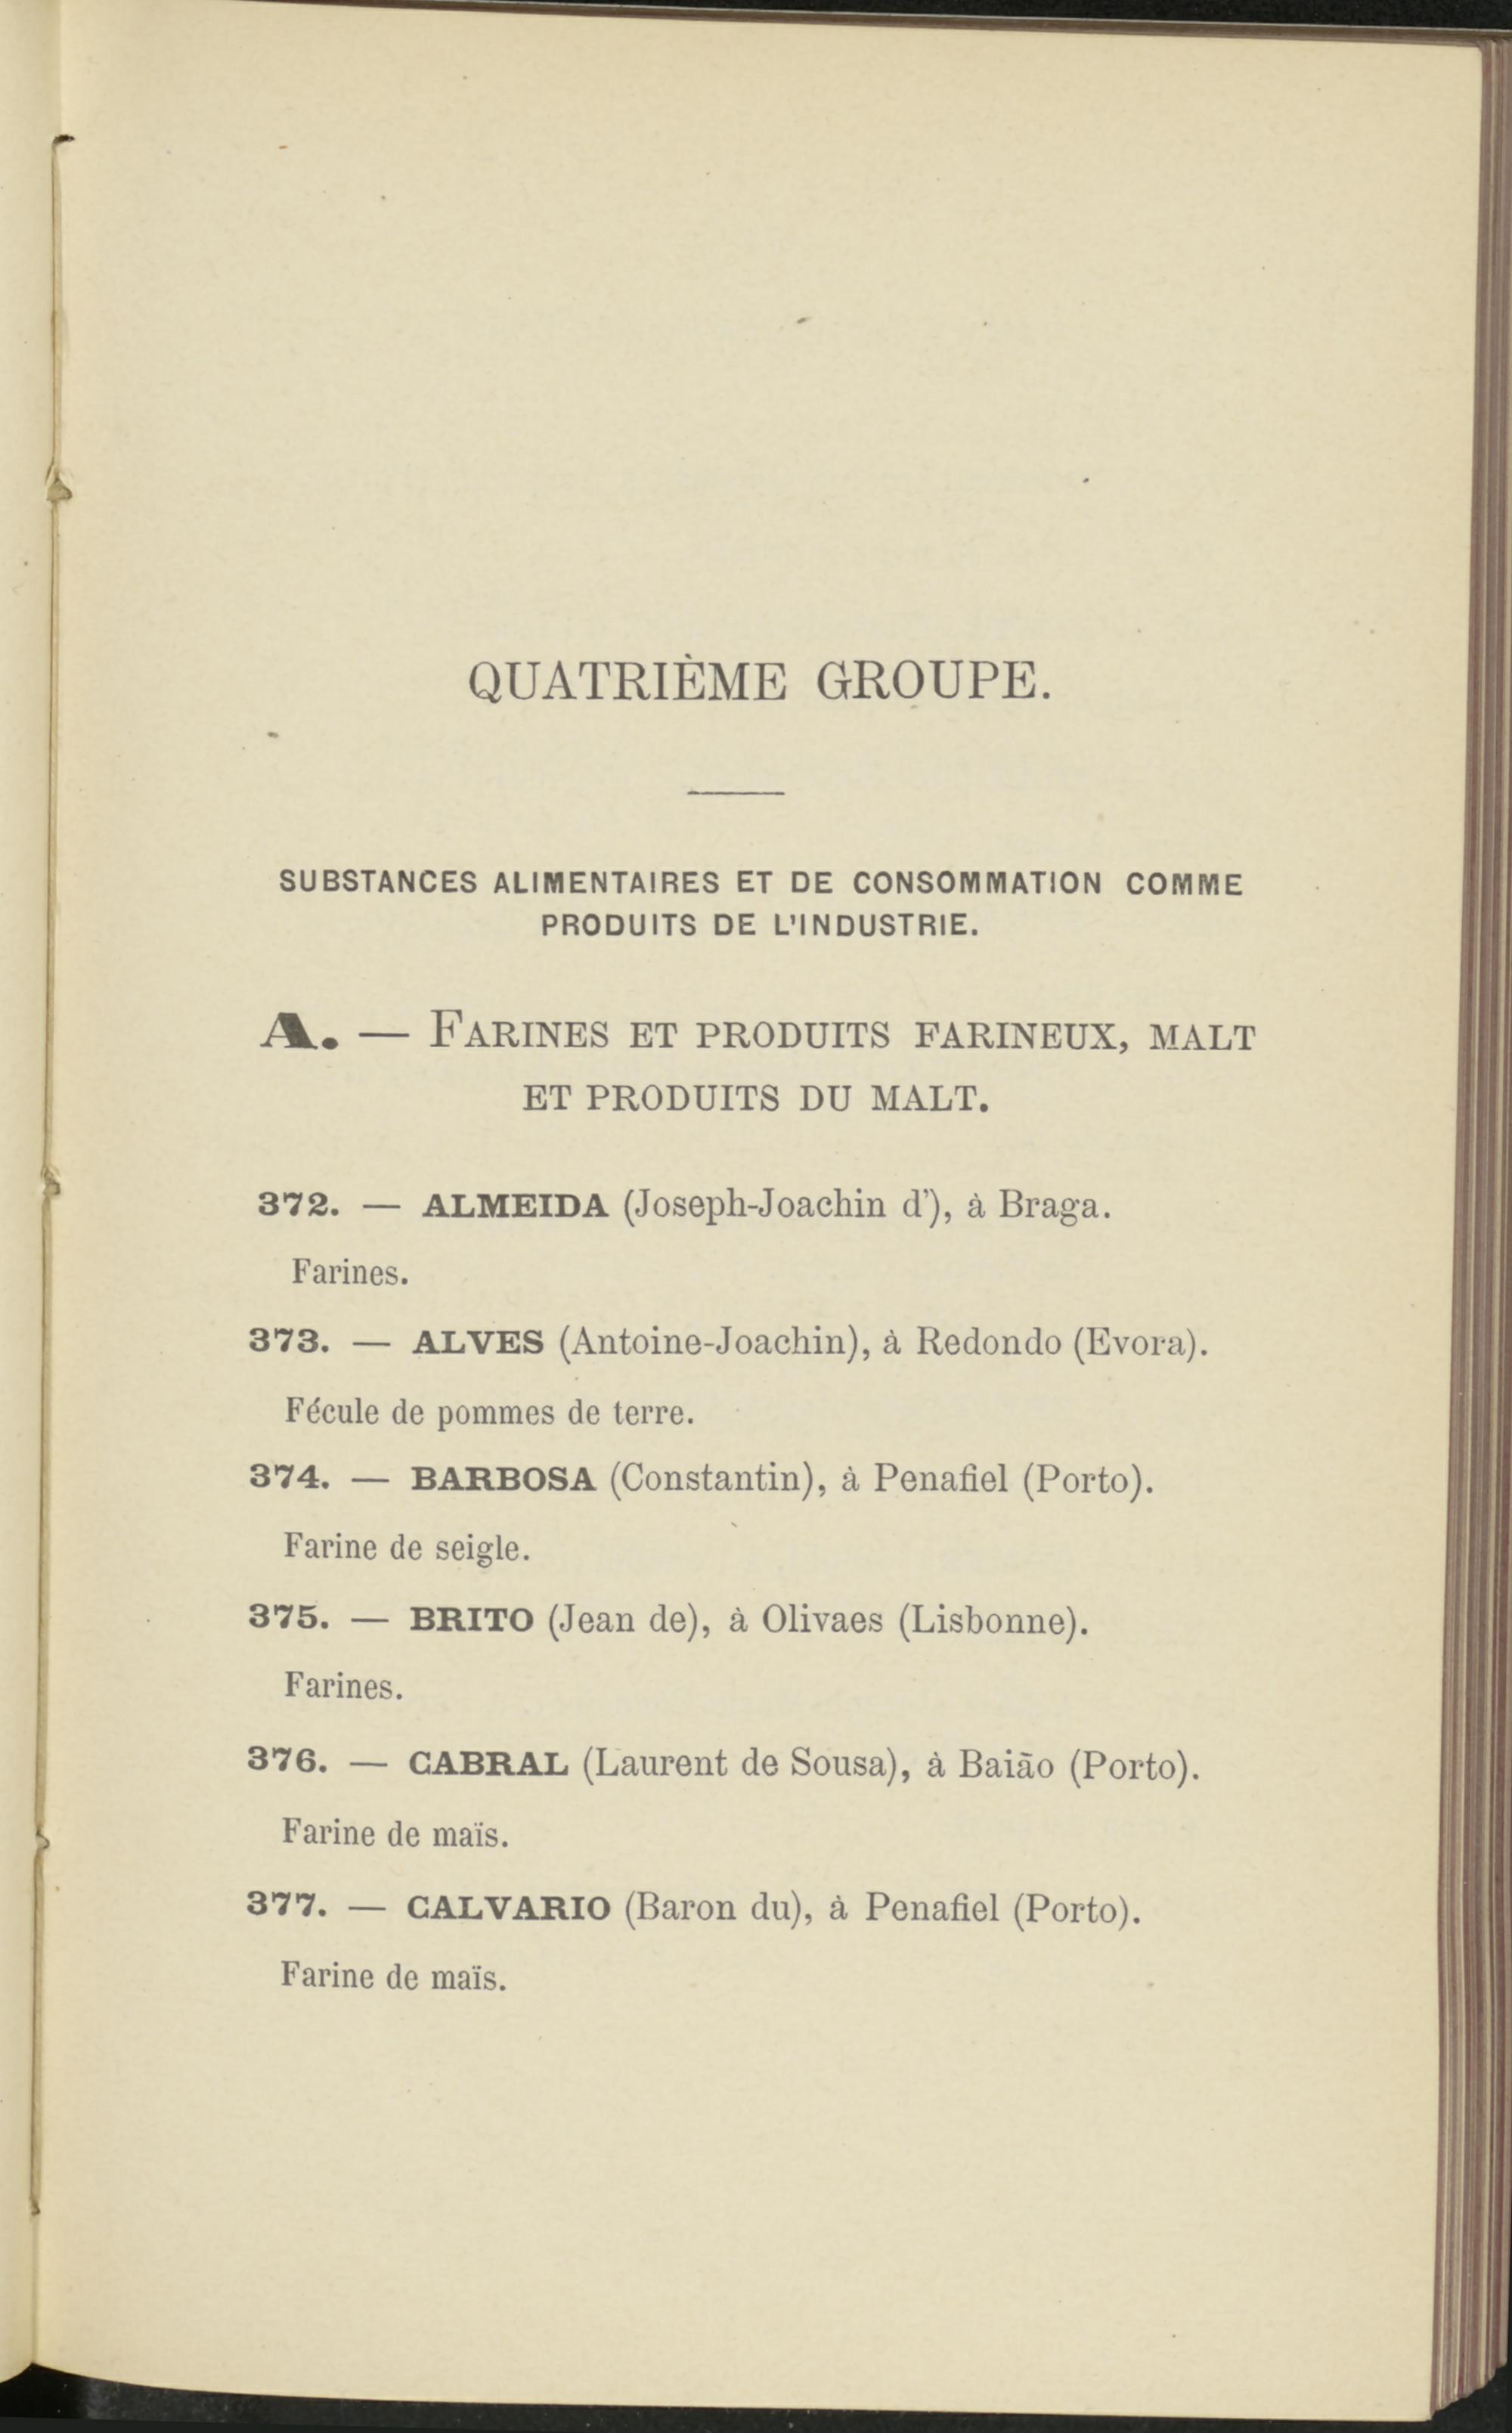 QUATRIÈME GROUPE.
SUBSTANCES ALIMENTAIRES ET DE CONSOMMATION COMME
PRODUITS DE L'INDUSTRIE.
A. — FARINES ET PRODUITS FARINEUX, MALT
ET PRODUITS DU MALT.
372. — ALMEIDA (Joseph-Joachin d'), à Braga.
Farines.
373. — ALVES (Antoine-Joachin), à Redondo (Evora).
Fécule de pommes de terre.
374. — BARBOSA (Constantin), à Penafiel (Porto).
Farine de seigle.
375. — BRITO (Jean de), à Olivaes (Lisbonne).
Farines.
376. — CABRAL (Laurent de Sousa), à Baião (Porto).
Farine de maïs.
377. — CALVARIO (Baron du), à Penafiel (Porto).
Farine de maïs.